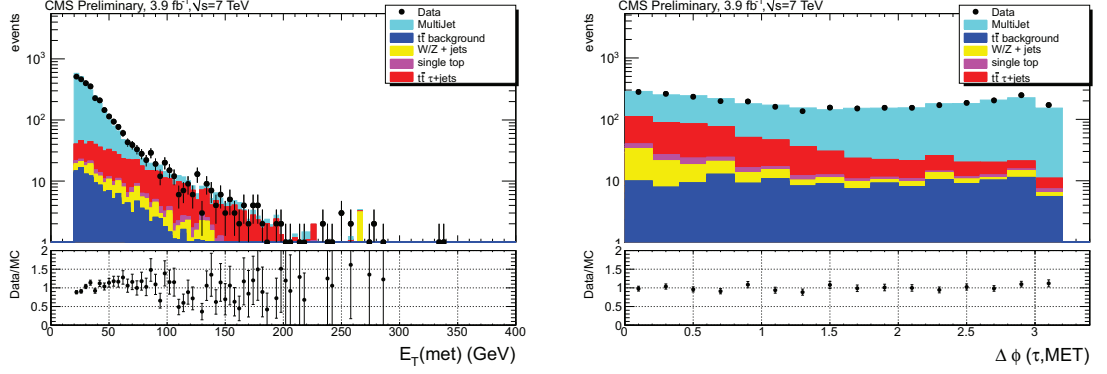 CMS Preliminary, 3.9 fb⁻¹,√s=7 TeV
events
10³
10²
10
1
Data
MultiJet
tt̄ background
W/Z + jets
single top
tt̄ τ+jets
Data/MC
2
1.5
1
0.5
0
0 50 100 150 200 250 300 350 400
E_T(met) (GeV)
CMS Preliminary, 3.9 fb⁻¹,√s=7 TeV
events
10³
10²
10
1
Data
MultiJet
tt̄ background
W/Z + jets
single top
tt̄ τ+jets
Data/MC
2
1.5
1
0.5
0
0 0.5 1 1.5 2 2.5 3
Δ ϕ (τ,MET)